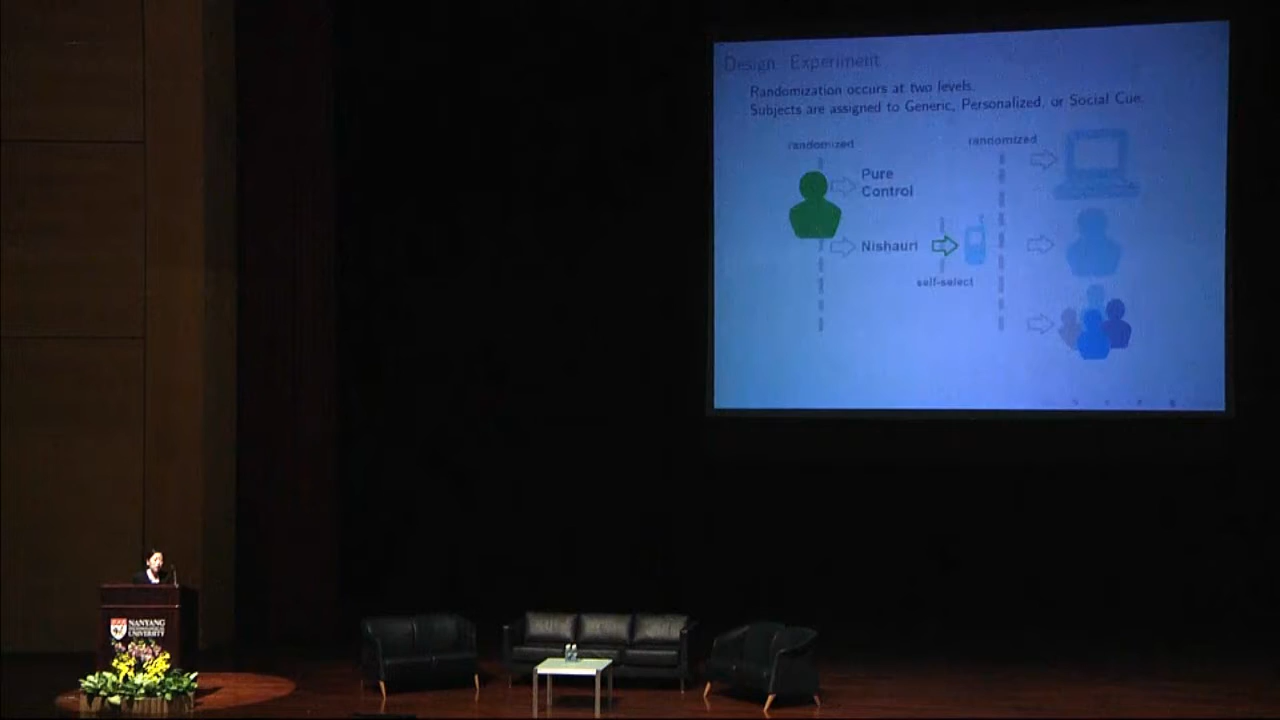 Design: Experiment
Randomization occurs at two levels.
Subjects are assigned to Generic, Personalized, or Social Cue.
randomized
randomized
Pure
Control
Nishauri
self-select
NANYANG
TECHNOLOGICAL
UNIVERSITY